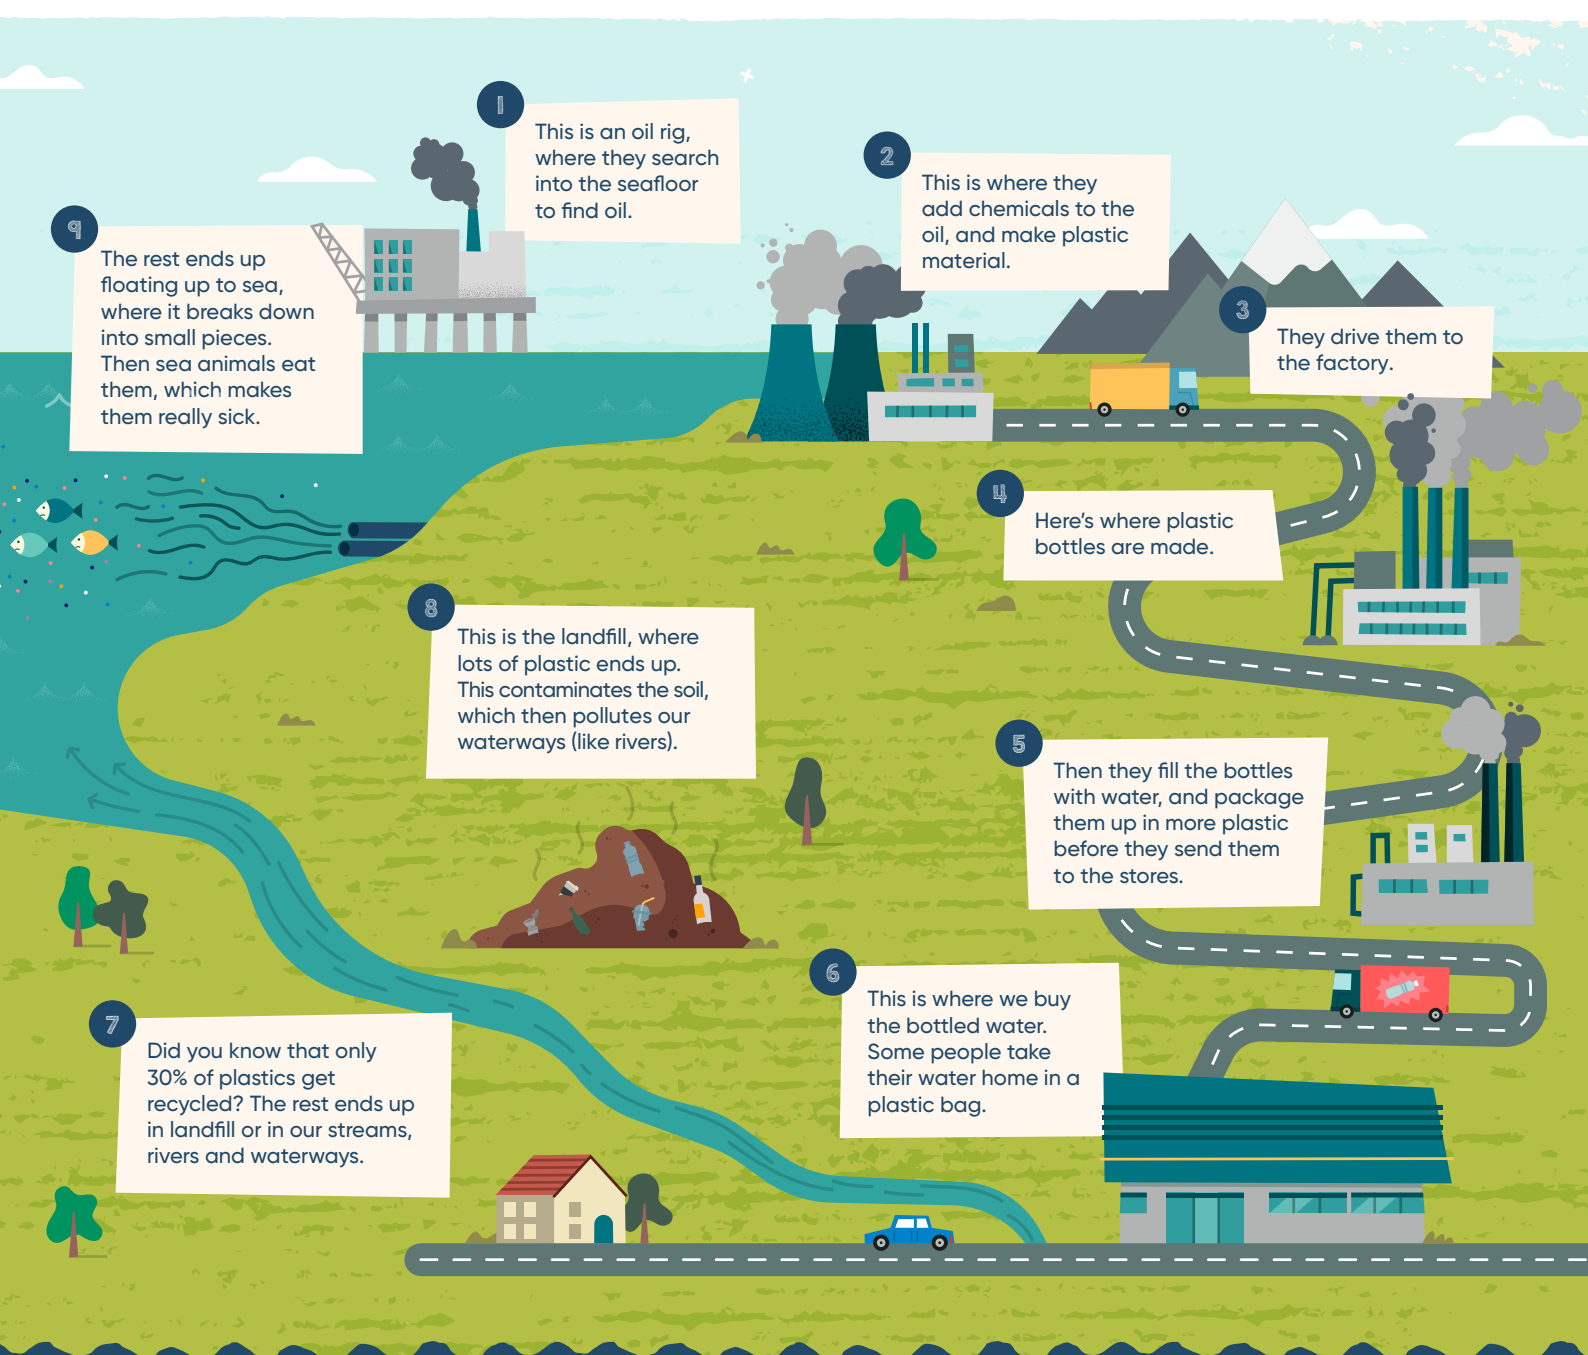 1
This is an oil rig,
where they search
into the seafloor
to find oil.
2
This is where they
add chemicals to the
oil, and make plastic
material.
3
They drive them to
the factory.
4
Here's where plastic
bottles are made.
5
Then they fill the bottles
with water, and package
them up in more plastic
before they send them
to the stores.
6
This is where we buy
the bottled water.
Some people take
their water home in a
plastic bag.
7
Did you know that only
30% of plastics get
recycled? The rest ends up
in landfill or in our streams,
rivers and waterways.
8
This is the landfill, where
lots of plastic ends up.
This contaminates the soil,
which then pollutes our
waterways (like rivers).
9
The rest ends up
floating up to sea,
where it breaks down
into small pieces.
Then sea animals eat
them, which makes
them really sick.